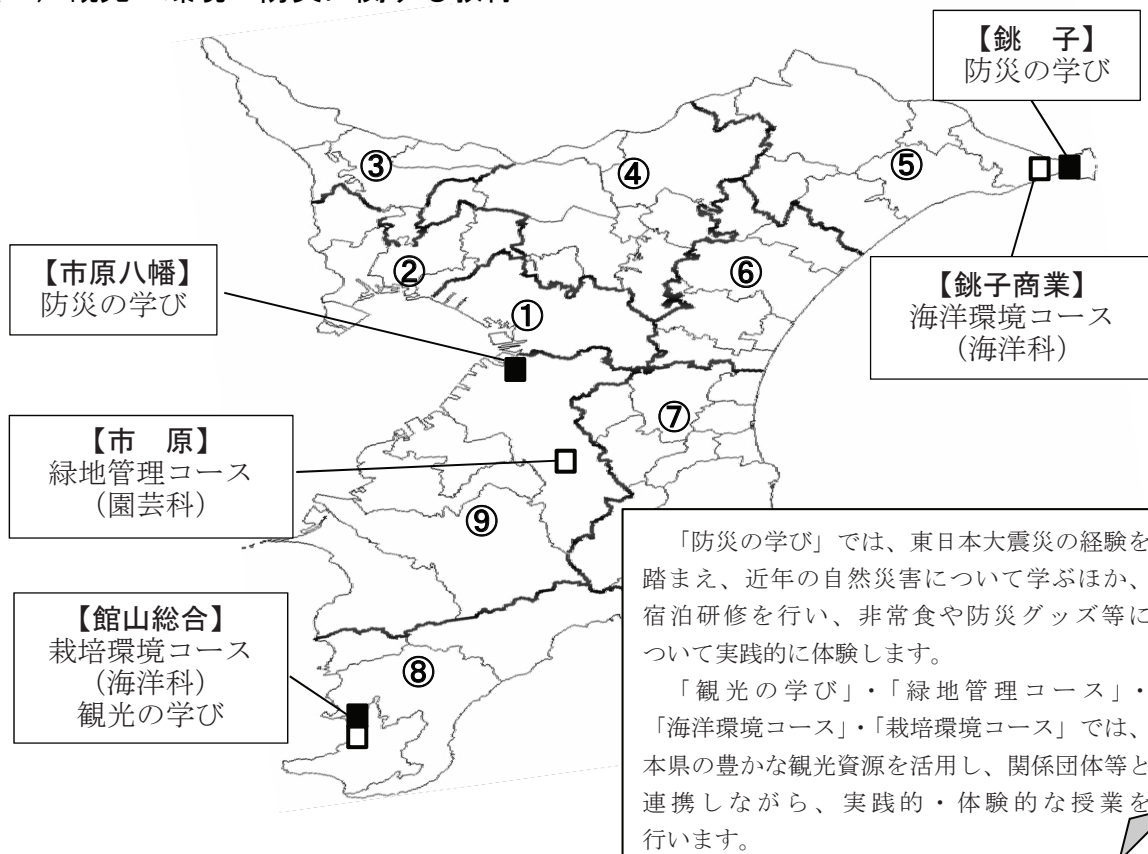 【銚　子】
防災の学び
③
④
⑤
【市原八幡】
防災の学び
②
⑥
【銚子商業】
海洋環境コース
（海洋科）
①
⑦
【市　原】
緑地管理コース
（園芸科）
⑨
【館山総合】
栽培環境コース
（海洋科）
観光の学び
⑧
「防災の学び」では、東日本大震災の経験を
踏まえ、近年の自然災害について学ぶほか、
宿泊研修を行い、非常食や防災グッズ等に
ついて実践的に体験します。
「観光の学び」・「緑地管理コース」・
「海洋環境コース」・「栽培環境コース」では、
本県の豊かな観光資源を活用し、関係団体等と
連携しながら、実践的・体験的な授業を
行います。